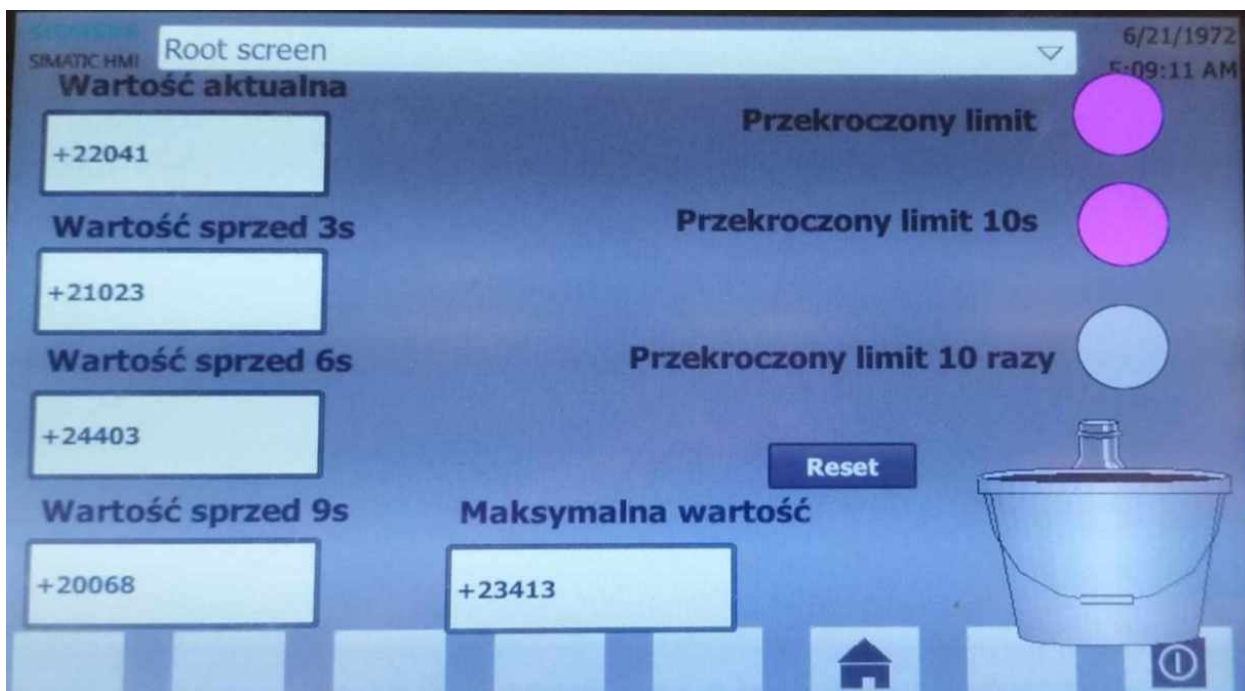 SIEMENS
SIMATIC HMI
Root screen
6/21/1972
5:09:11 AM
Wartość aktualna
+22041
Przekroczony limit
Wartość sprzed 3s
+21023
Przekroczony limit 10s
Wartość sprzed 6s
+24403
Przekroczony limit 10 razy
Reset
Wartość sprzed 9s
+20068
Maksymalna wartość
+23413